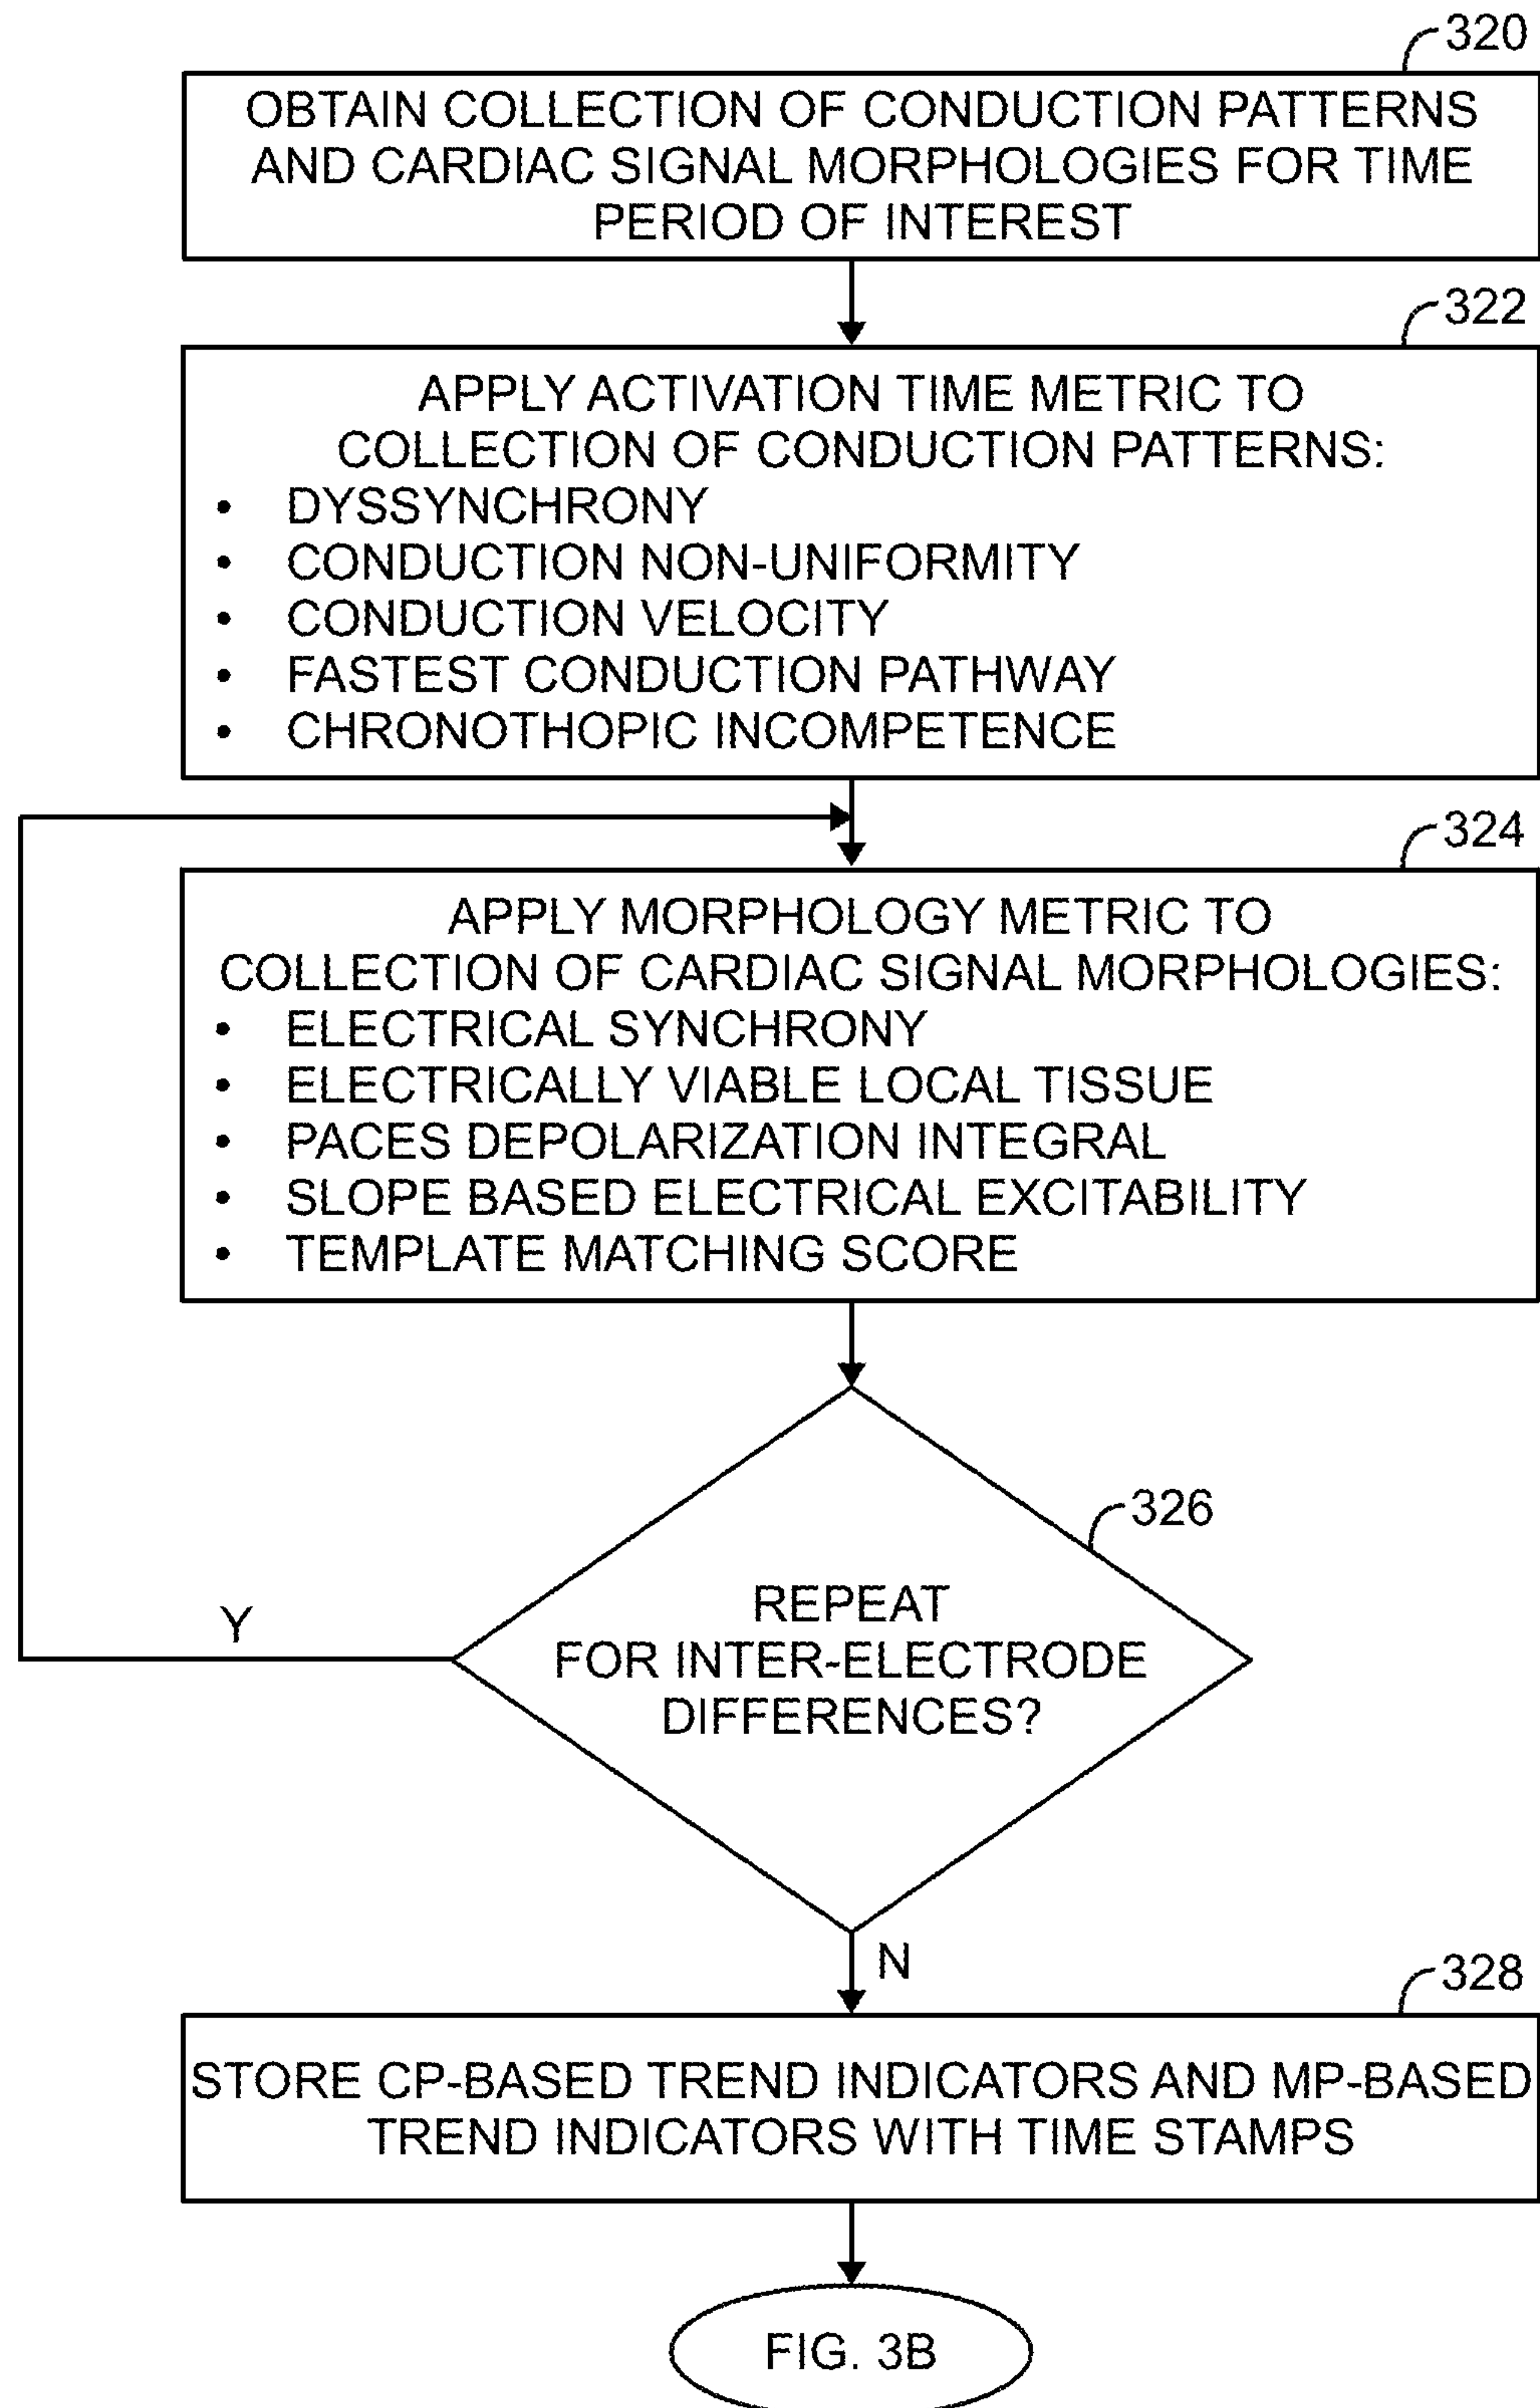 320
OBTAIN COLLECTION OF CONDUCTION PATTERNS
AND CARDIAC SIGNAL MORPHOLOGIES FOR TIME
PERIOD OF INTEREST
322
APPLY ACTIVATION TIME METRIC TO
COLLECTION OF CONDUCTION PATTERNS:
• DYSSYNCHRONY
• CONDUCTION NON-UNIFORMITY
• CONDUCTION VELOCITY
• FASTEST CONDUCTION PATHWAY
• CHRONOTHOPIC INCOMPETENCE
324
APPLY MORPHOLOGY METRIC TO
COLLECTION OF CARDIAC SIGNAL MORPHOLOGIES:
• ELECTRICAL SYNCHRONY
• ELECTRICALLY VIABLE LOCAL TISSUE
• PACES DEPOLARIZATION INTEGRAL
• SLOPE BASED ELECTRICAL EXCITABILITY
• TEMPLATE MATCHING SCORE
326
REPEAT
FOR INTER-ELECTRODE
DIFFERENCES?
Y
N
328
STORE CP-BASED TREND INDICATORS AND MP-BASED
TREND INDICATORS WITH TIME STAMPS
FIG. 3B